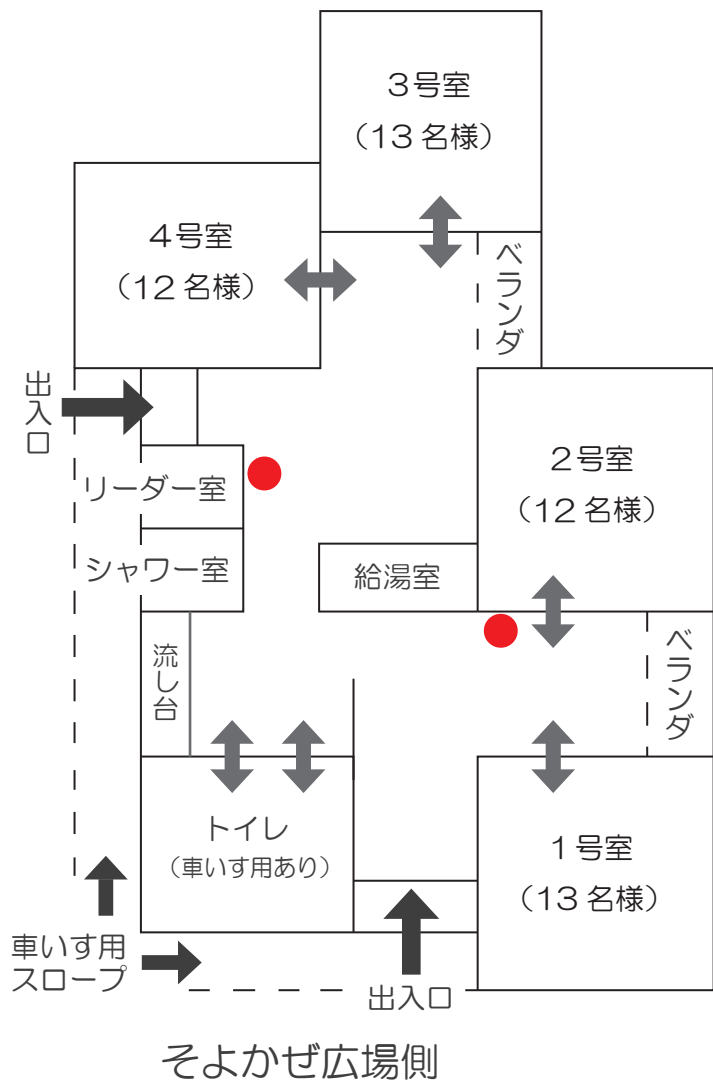 3号室
（13名様）
4号室
（12名様）
ベランダ
出入口
2号室
（12名様）
リーダー室
シャワー室
給湯室
流し台
ベランダ
トイレ
（車いす用あり）
1号室
（13名様）
車いす用
スロープ
出入口
そよかぜ広場側